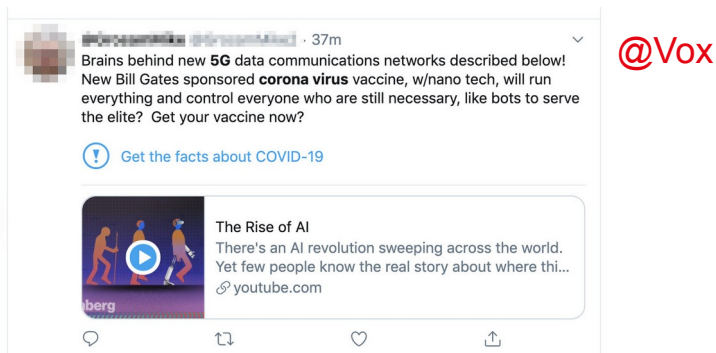 · 37m
Brains behind new 5G data communications networks described below!
New Bill Gates sponsored corona virus vaccine, w/nano tech, will run
everything and control everyone who are still necessary, like bots to serve
the elite? Get your vaccine now?
Get the facts about COVID-19
The Rise of AI
There's an AI revolution sweeping across the world.
Yet few people know the real story about where thi...
youtube.com
berg
@Vox